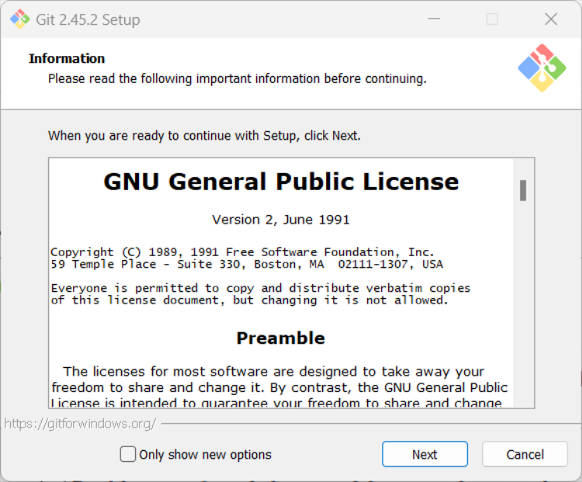 Git 2.45.2 Setup
Information
Please read the following important information before continuing.
When you are ready to continue with Setup, click Next.
GNU General Public License
Version 2, June 1991
Copyright (C) 1989, 1991 Free Software Foundation, Inc.
59 Temple Place - Suite 330, Boston, MA  02111-1307, USA
Everyone is permitted to copy and distribute verbatim copies
of this license document, but changing it is not allowed.
Preamble
The licenses for most software are designed to take away your
freedom to share and change it. By contrast, the GNU General Public
License is intended to guarantee your freedom to share and change
https://gitforwindows.org/
Only show new options
Next
Cancel